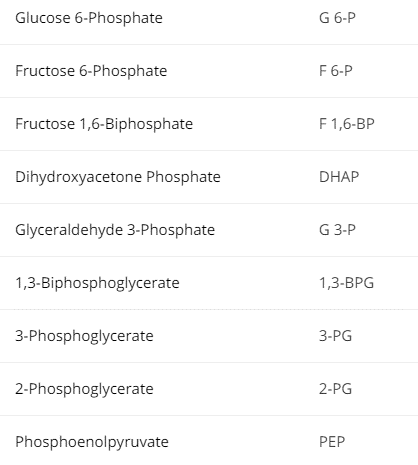 Glucose 6-Phosphate G 6-P
Fructose 6-Phosphate F 6-P
Fructose 1,6-Biphosphate F 1,6-BP
Dihydroxyacetone Phosphate DHAP
Glyceraldehyde 3-Phosphate G 3-P
1,3-Biphosphoglycerate 1,3-BPG
3-Phosphoglycerate 3-PG
2-Phosphoglycerate 2-PG
Phosphoenolpyruvate PEP